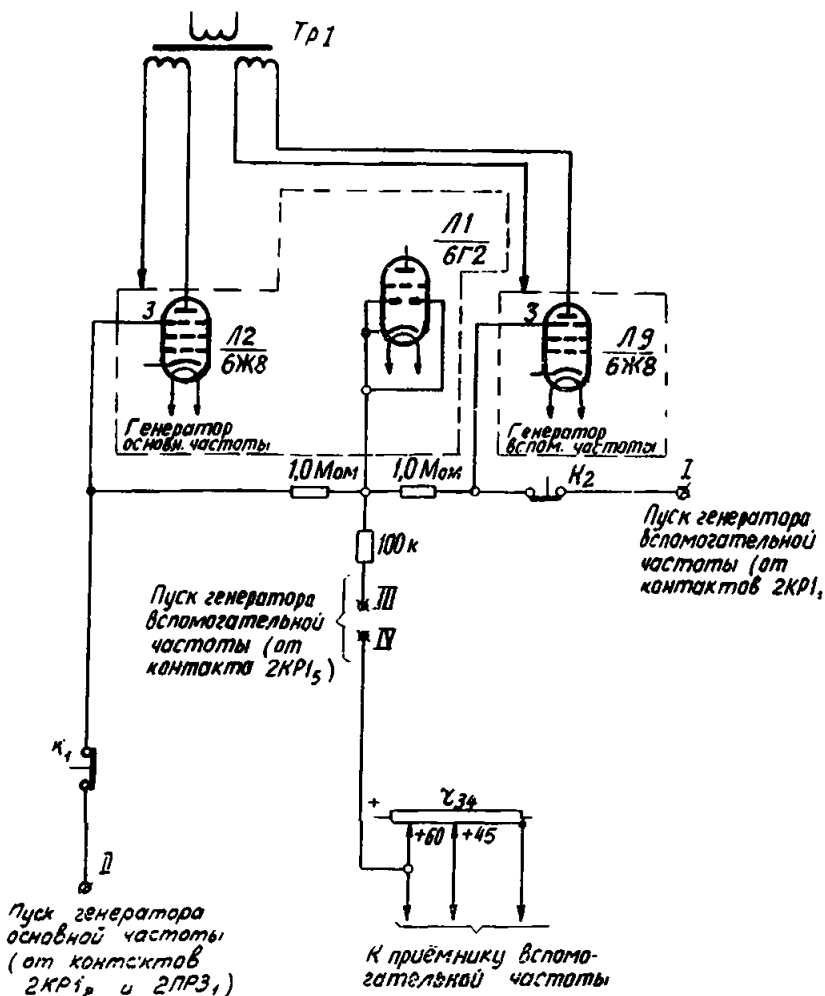 Тр1
Л1
6Г2
3
Л2
6Ж8
3
Л9
6Ж8
Генератор
основн. частоты
Генератор
вспом. частоты
1,0 Мом
1,0 Мом
К2
I
100 к
Пуск генератора
вспомогательной
частоты (от
контактов 2КР1,
Пуск генератора
вспомогательной
частоты (от
контакта 2КР1₅)
III
IV
К₁
II
+
r₃₄
+60
+45
Пуск генератора
основной частоты
(от контактов
2КР1₂ и 2ПР3₁)
К приёмнику вспомо-
гательной частоты